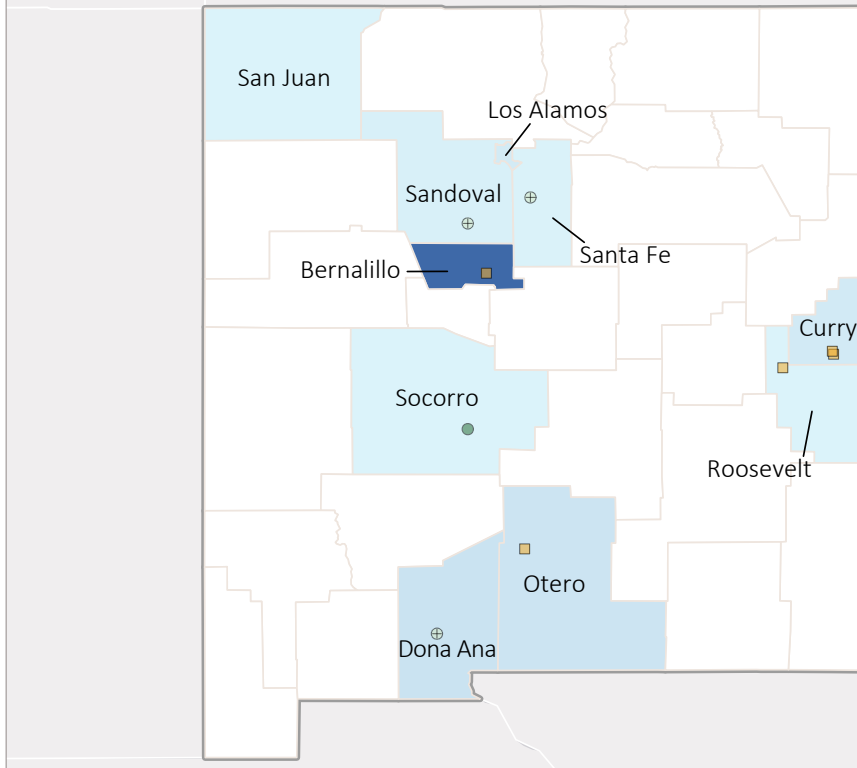 San Juan
Los Alamos
Sandoval
Santa Fe
Bernalillo
Curry
Socorro
Roosevelt
Otero
Dona Ana